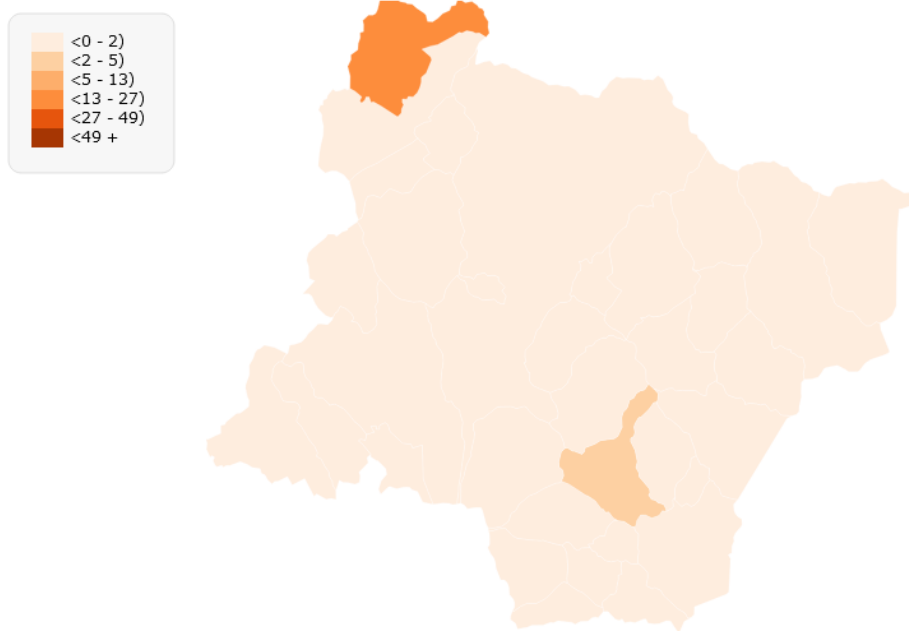 <0 - 2)
<2 - 5)
<5 - 13)
<13 - 27)
<27 - 49)
<49 +